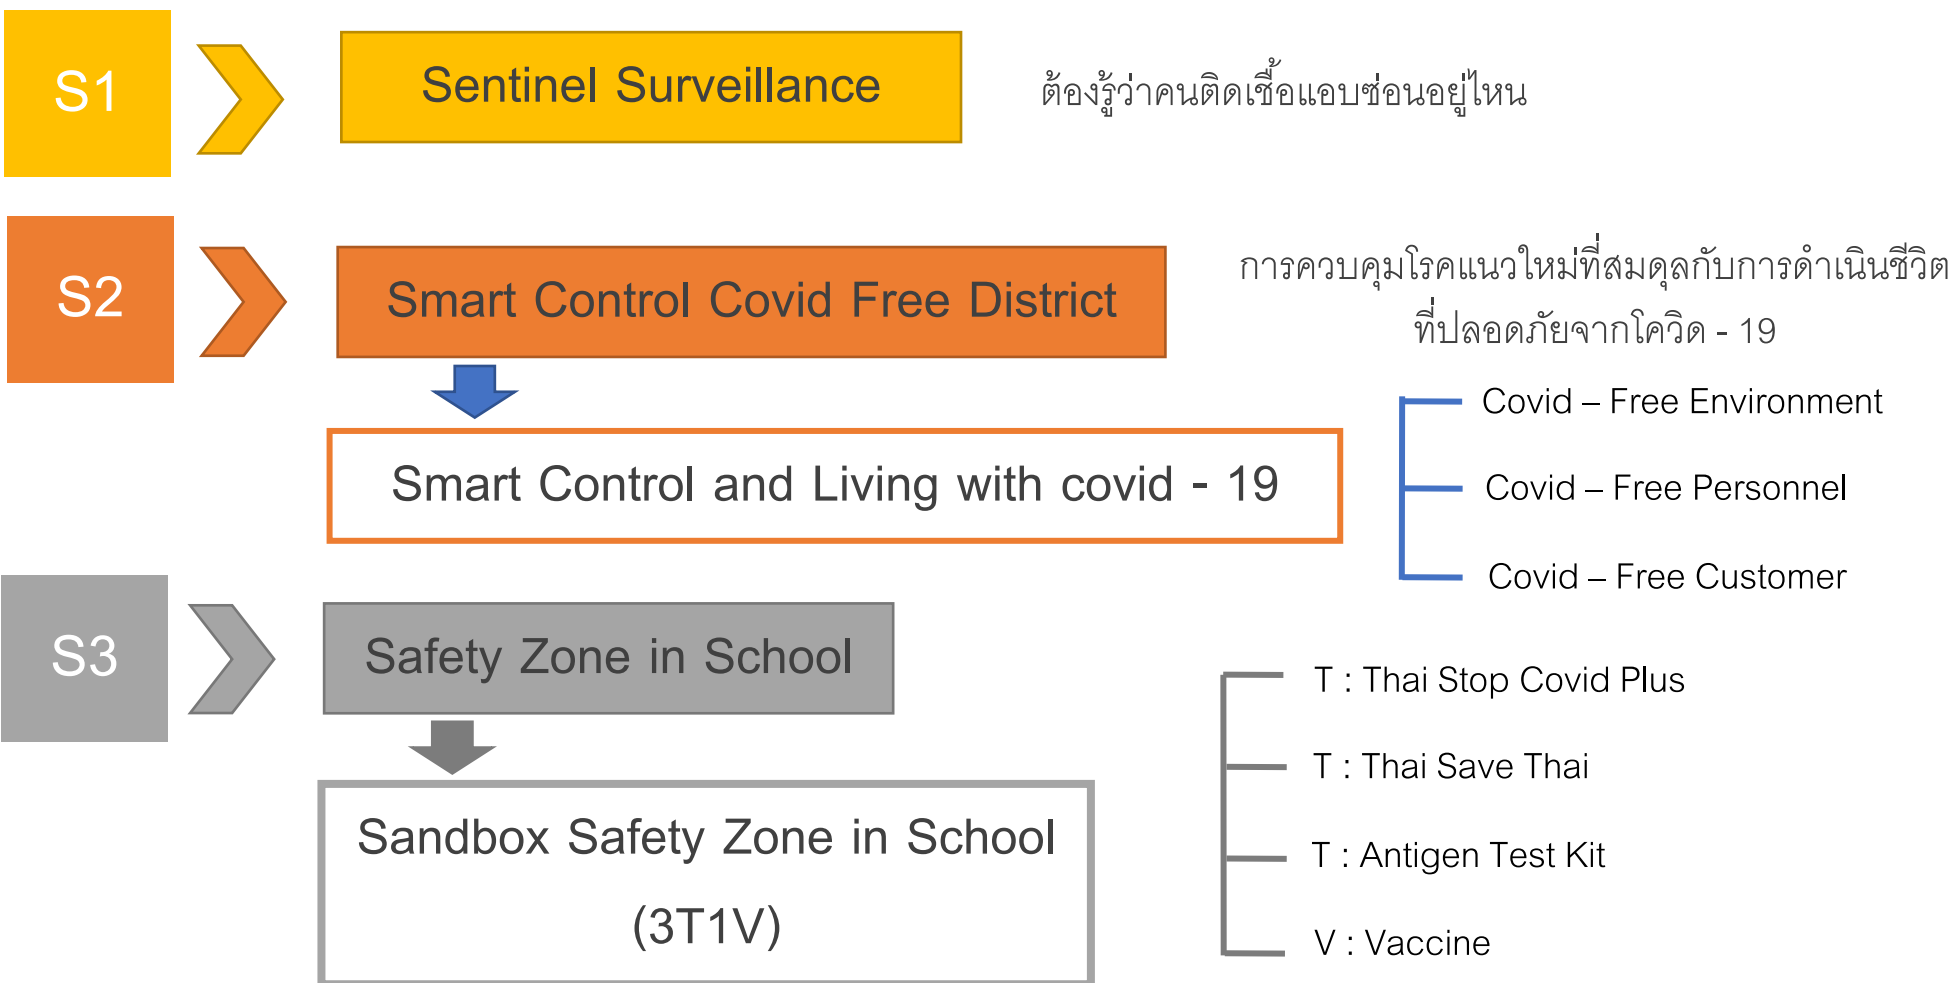 S1
Sentinel Surveillance
ต้องรู้ว่าคนติดเชื้อแอบซ่อนอยู่ไหน
S2
Smart Control Covid Free District
การควบคุมโรคแนวใหม่ที่สมดุลกับการดำเนินชีวิต
ที่ปลอดภัยจากโควิด - 19
Smart Control and Living with covid - 19
Covid – Free Environment
Covid – Free Personnel
Covid – Free Customer
S3
Safety Zone in School
Sandbox Safety Zone in School
(3T1V)
T : Thai Stop Covid Plus
T : Thai Save Thai
T : Antigen Test Kit
V : Vaccine